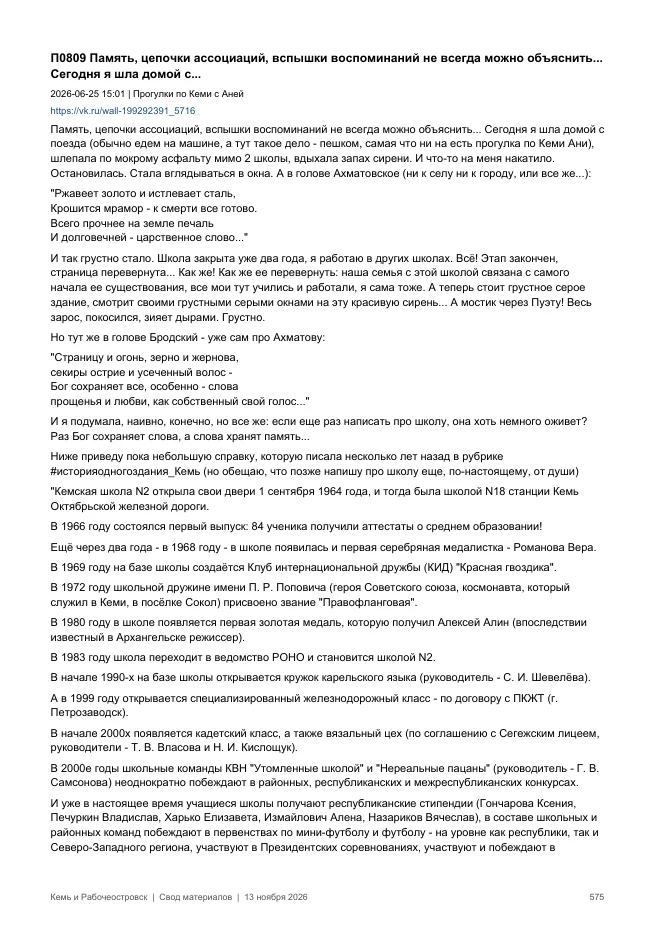 П0809 Память, цепочки ассоциаций, вспышки воспоминаний не всегда можно объяснить...
Сегодня я шла домой с...
2026-06-25 15:01 | Прогулки по Кеми с Аней
https://vk.ru/wall-199292391_5716
Память, цепочки ассоциаций, вспышки воспоминаний не всегда можно объяснить... Сегодня я шла домой с
поезда (обычно едем на машине, а тут такое дело - пешком, самая что ни на есть прогулка по Кеми Ани),
шлепала по мокрому асфальту мимо 2 школы, вдыхала запах сирени. И что-то на меня накатило.
Остановилась. Стала вглядываться в окна. А в голове Ахматовское (ни к селу ни к городу, или все же...):
"Ржавеет золото и истлевает сталь,
Крошится мрамор - к смерти все готово.
Всего прочнее на земле печаль
И долговечней - царственное слово..."
И так грустно стало. Школа закрыта уже два года, я работаю в других школах. Всё! Этап закончен,
страница перевернута... Как же! Как же ее перевернуть: наша семья с этой школой связана с самого
начала ее существования, все мои тут учились и работали, я сама тоже. А теперь стоит грустное серое
здание, смотрит своими грустными серыми окнами на эту красивую сирень... А мостик через Пуэту! Весь
зарос, покосился, зияет дырами. Грустно.
Но тут же в голове Бродский - уже сам про Ахматову:
"Страницу и огонь, зерно и жернова,
секиры острие и усеченный волос -
Бог сохраняет все, особенно - слова
прощенья и любви, как собственный свой голос..."
И я подумала, наивно, конечно, но все же: если еще раз написать про школу, она хоть немного оживет?
Раз Бог сохраняет слова, а слова хранят память...
Ниже приведу пока небольшую справку, которую писала несколько лет назад в рубрике
#историяодногоздания_Кемь (но обещаю, что позже напишу про школу еще, по-настоящему, от души)
"Кемская школа N2 открыла свои двери 1 сентября 1964 года, и тогда была школой N18 станции Кемь
Октябрьской железной дороги.
В 1966 году состоялся первый выпуск: 84 ученика получили аттестаты о среднем образовании!
Ещё через два года - в 1968 году - в школе появилась и первая серебряная медалистка - Романова Вера.
В 1969 году на базе школы создаётся Клуб интернациональной дружбы (КИД) "Красная гвоздика".
В 1972 году школьной дружине имени П. Р. Поповича (героя Советского союза, космонавта, который
служил в Кеми, в посёлке Сокол) присвоено звание "Правофланговая".
В 1980 году в школе появляется первая золотая медаль, которую получил Алексей Алин (впоследствии
известный в Архангельске режиссер).
В 1983 году школа переходит в ведомство РОНО и становится школой N2.
В начале 1990-х на базе школы открывается кружок карельского языка (руководитель - С. И. Шевелёва).
А в 1999 году открывается специализированный железнодорожный класс - по договору с ПКЖТ (г.
Петрозаводск).
В начале 2000х появляется кадетский класс, а также вязальный цех (по соглашению с Сегежским лицеем,
руководители - Т. В. Власова и Н. И. Кислощук).
В 2000е годы школьные команды КВН "Утомленные школой" и "Нереальные пацаны" (руководитель - Г. В.
Самсонова) неоднократно побеждают в районных, республиканских и межреспубликанских конкурсах.
И уже в настоящее время учащиеся школы получают республиканские стипендии (Гончарова Ксения,
Печуркин Владислав, Харько Елизавета, Измайлович Алена, Назариков Вячеслав), в составе школьных и
районных команд побеждают в первенствах по мини-футболу и футболу - на уровне как республики, так и
Северо-Западного региона, участвуют в Президентских соревнованиях, участвуют и побеждают в
Кемь и Рабочеостровск | Свод материалов | 13 ноября 2026
575